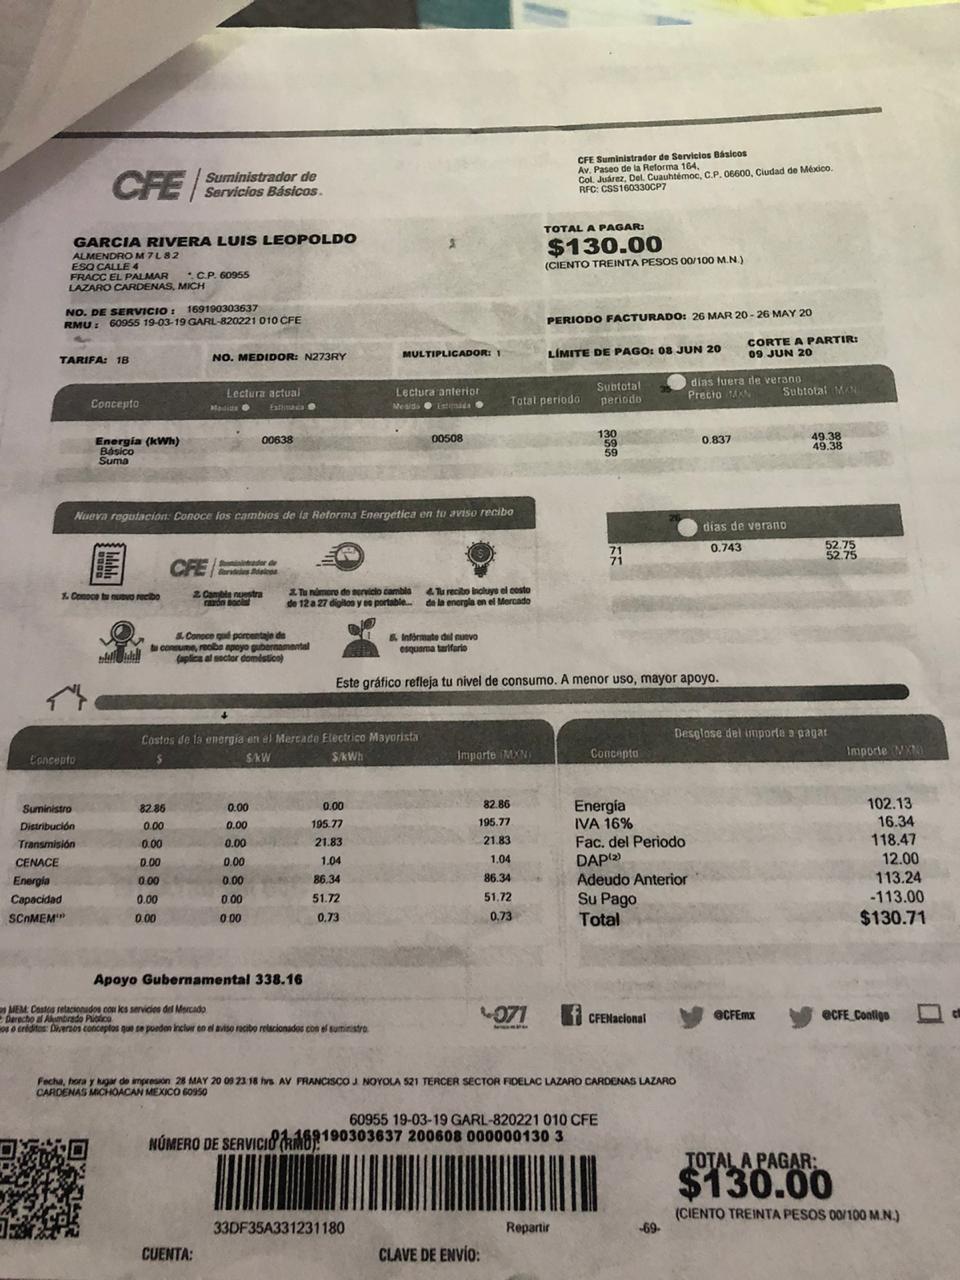 CFE Suministrador de
Servicios Básicos.
CFE Suministrador de Servicios Básicos
Av. Paseo de la Reforma 164,
Col. Juárez, Del. Cuauhtémoc, C.P. 06600, Ciudad de México.
RFC: CSS160330CP7
GARCIA RIVERA LUIS LEOPOLDO
ALMENDRO M 7 L 8 2
ESQ CALLE 4
FRACC EL PALMAR *. C.P. 60955
LAZARO CARDENAS, MICH
TOTAL A PAGAR:
$130.00
(CIENTO TREINTA PESOS 00/100 M.N.)
NO. DE SERVICIO : 169190303637
RMU : 60955 19-03-19 GARL-820221 010 CFE
PERIODO FACTURADO: 26 MAR 20 - 26 MAY 20
TARIFA: 1B NO. MEDIDOR: N273RY MULTIPLICADOR: 1 LÍMITE DE PAGO: 08 JUN 20 CORTE A PARTIR:
09 JUN 20
Concepto Lectura actual Lectura anterior Total periodo Subtotal periodo días fuera de verano
Medida Estimada Medida Estimada Precio (MXN) Subtotal (MXN)
Energía (kWh) 00638 00508 130
Básico 59 0.837 49.38
Suma 59 49.38
Nueva regulación: Conoce los cambios de la Reforma Energética en tu aviso recibo
días de verano
71 0.743 52.75
71 52.75
CFE Suministrador de
Servicios Básicos
1. Conoce tu nuevo recibo
2. Cambia nuestra
razón social
3. Tu número de servicio cambia
de 12 a 27 dígitos y es portable...
4. Tu recibo incluye el costo
de la energía en el Mercado
5. Conoce qué porcentaje de
tu consumo, recibe apoyo gubernamental
(aplica al sector doméstico)
6. Infórmate del nuevo
esquema tarifario
Este gráfico refleja tu nivel de consumo. A menor uso, mayor apoyo.
Costos de la energía en el Mercado Eléctrico Mayorista
Concepto $ $/kW $/kWh Importe (MXN)
Suministro 82.86 0.00 0.00 82.86
Distribución 0.00 0.00 195.77 195.77
Transmisión 0.00 0.00 21.83 21.83
CENACE 0.00 0.00 1.04 1.04
Energía 0.00 0.00 86.34 86.34
Capacidad 0.00 0.00 51.72 51.72
SCnMEM⁽¹⁾ 0.00 0.00 0.73 0.73
Desglose del importe a pagar
Concepto Importe (MXN)
Energía 102.13
IVA 16% 16.34
Fac. del Periodo 118.47
DAP⁽²⁾ 12.00
Adeudo Anterior 113.24
Su Pago -113.00
Total $130.71
Apoyo Gubernamental 338.16
MEM: Costos relacionados con los servicios del Mercado
Derecho al Alumbrado Público
o créditos: Diversos conceptos que se pueden incluir en el aviso recibo relacionados con el suministro.
071 CFENacional @CFEmx @CFE_Contigo
Fecha, hora y lugar de impresión 28 MAY 20 09 23 18 hrs. AV FRANCISCO J. NOYOLA 521 TERCER SECTOR FIDELAC LAZARO CARDENAS LAZARO
CARDENAS MICHOACAN MEXICO 60950
60955 19-03-19 GARL-820221 010 CFE
NÚMERO DE SERVICIO (RMU):
01 169190303637 200608 000000130 3
TOTAL A PAGAR:
$130.00
(CIENTO TREINTA PESOS 00/100 M.N.)
33DF35A331231180 Repartir -69-
CUENTA: CLAVE DE ENVÍO: